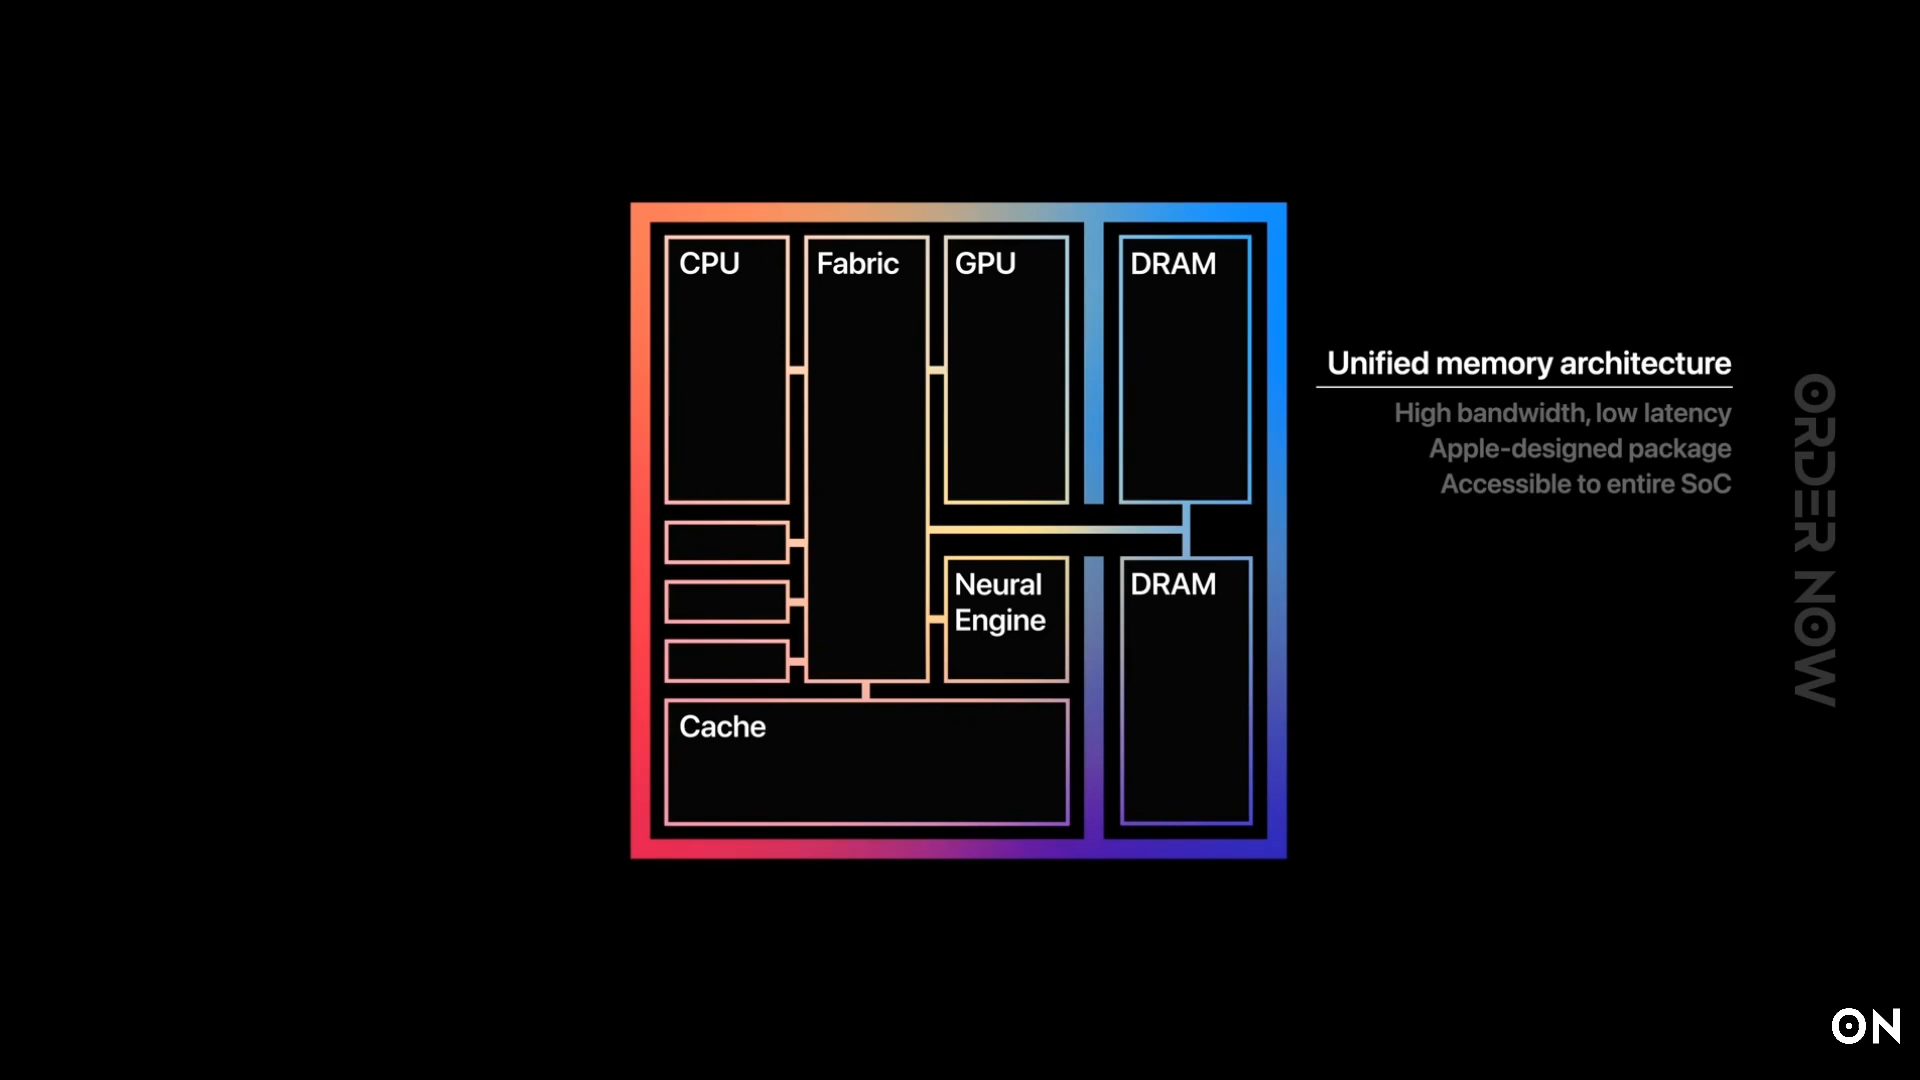 CPU
Fabric
GPU
DRAM
Neural
Engine
DRAM
Cache
Unified memory architecture
High bandwidth, low latency
Apple-designed package
Accessible to entire SoC
ORDER NOW
ON